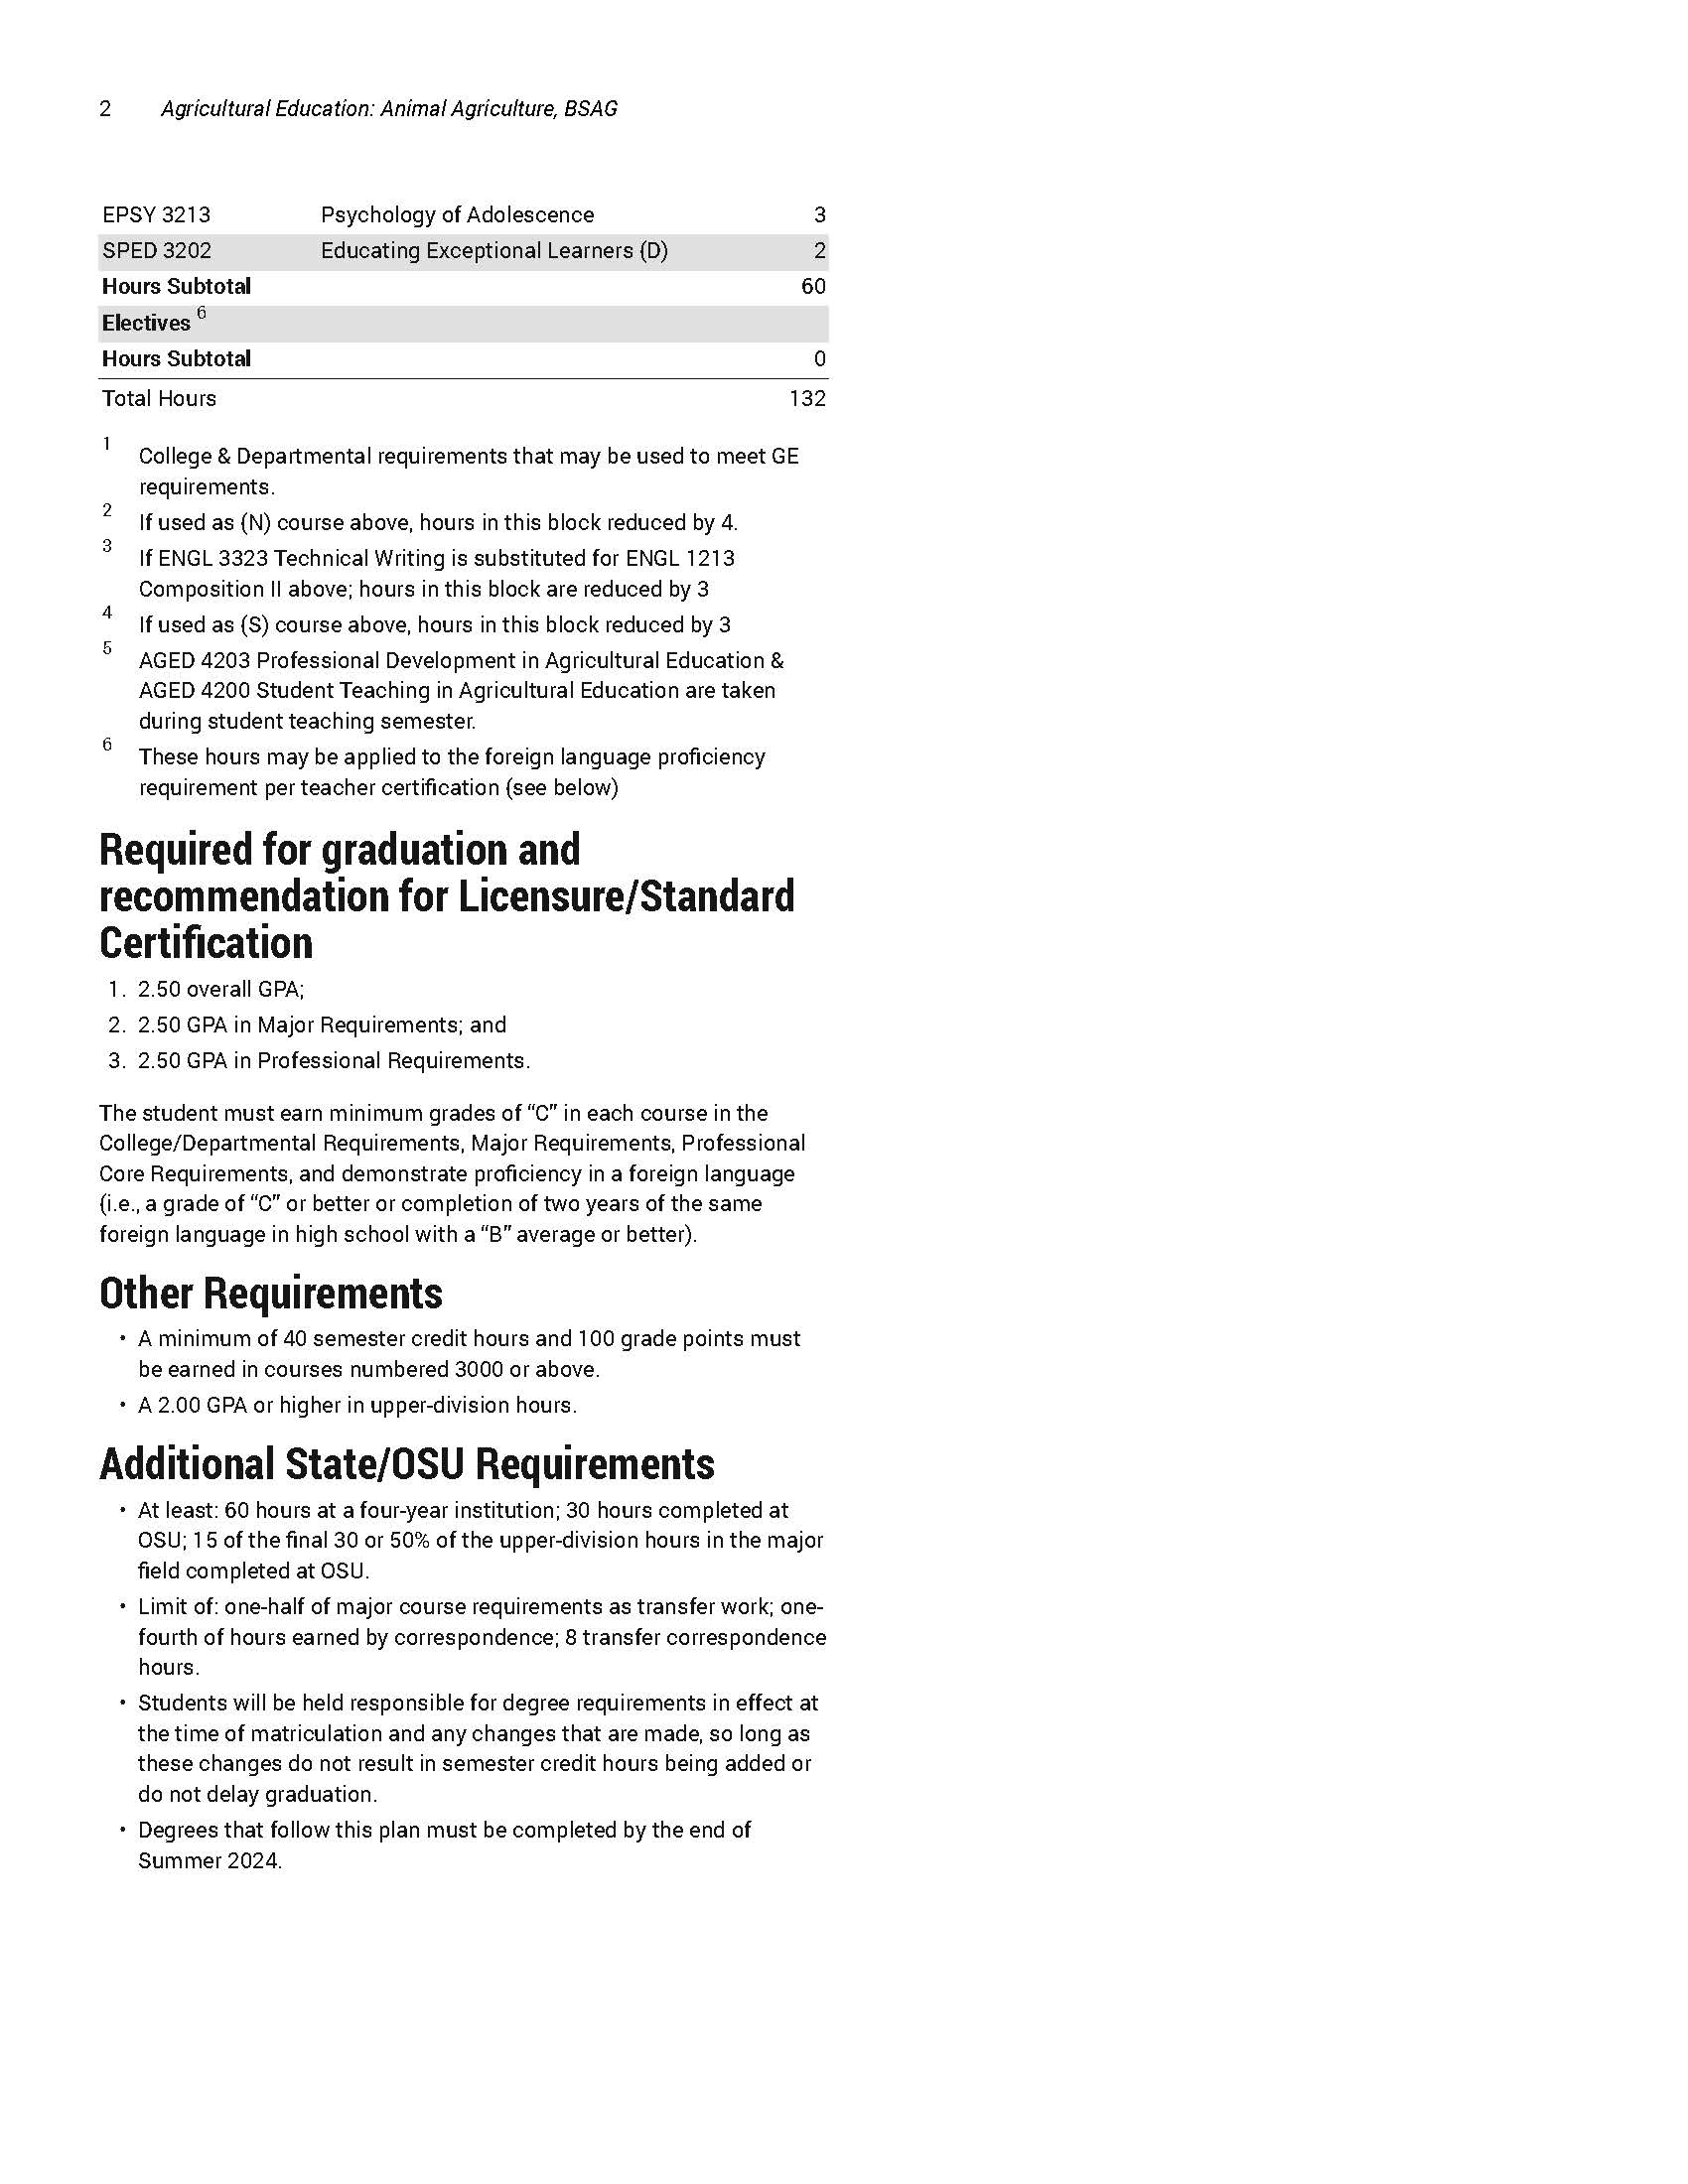 2 Agricultural Education: Animal Agriculture, BSAG
EPSY 3213 Psychology of Adolescence 3
SPED 3202 Educating Exceptional Learners (D) 2
Hours Subtotal 60
Electives 6
Hours Subtotal 0
Total Hours 132
1 College & Departmental requirements that may be used to meet GE
requirements.
2 If used as (N) course above, hours in this block reduced by 4.
3 If ENGL 3323 Technical Writing is substituted for ENGL 1213
Composition II above; hours in this block are reduced by 3
4 If used as (S) course above, hours in this block reduced by 3
5 AGED 4203 Professional Development in Agricultural Education &
AGED 4200 Student Teaching in Agricultural Education are taken
during student teaching semester.
6 These hours may be applied to the foreign language proficiency
requirement per teacher certification (see below)
Required for graduation and
recommendation for Licensure/Standard
Certification
1. 2.50 overall GPA;
2. 2.50 GPA in Major Requirements; and
3. 2.50 GPA in Professional Requirements.
The student must earn minimum grades of “C” in each course in the
College/Departmental Requirements, Major Requirements, Professional
Core Requirements, and demonstrate proficiency in a foreign language
(i.e., a grade of “C” or better or completion of two years of the same
foreign language in high school with a “B” average or better).
Other Requirements
• A minimum of 40 semester credit hours and 100 grade points must
be earned in courses numbered 3000 or above.
• A 2.00 GPA or higher in upper-division hours.
Additional State/OSU Requirements
• At least: 60 hours at a four-year institution; 30 hours completed at
OSU; 15 of the final 30 or 50% of the upper-division hours in the major
field completed at OSU.
• Limit of: one-half of major course requirements as transfer work; one-
fourth of hours earned by correspondence; 8 transfer correspondence
hours.
• Students will be held responsible for degree requirements in effect at
the time of matriculation and any changes that are made, so long as
these changes do not result in semester credit hours being added or
do not delay graduation.
• Degrees that follow this plan must be completed by the end of
Summer 2024.